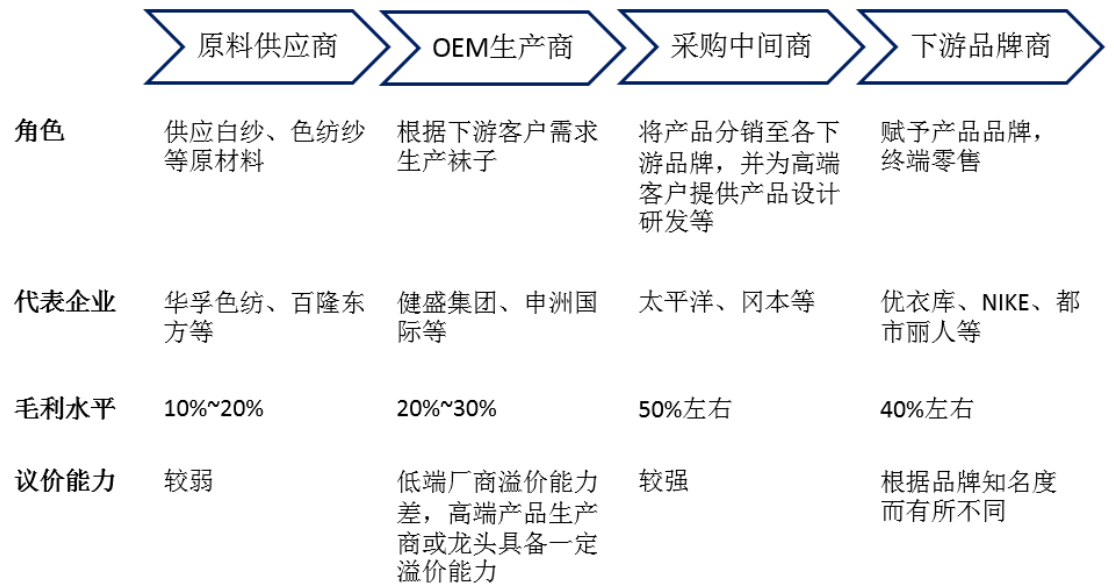 原料供应商
OEM生产商
采购中间商
下游品牌商
角色
供应白纱、色纺纱
等原材料
根据下游客户需求
生产袜子
将产品分销至各下
游品牌，并为高端
客户提供产品设计
研发等
赋予产品品牌，
终端零售
代表企业
华孚色纺、百隆东
方等
健盛集团、申洲国
际等
太平洋、冈本等
优衣库、NIKE、都
市丽人等
毛利水平
10%~20%
20%~30%
50%左右
40%左右
议价能力
较弱
低端厂商溢价能力
差，高端产品生产
商或龙头具备一定
溢价能力
较强
根据品牌知名度
而有所不同